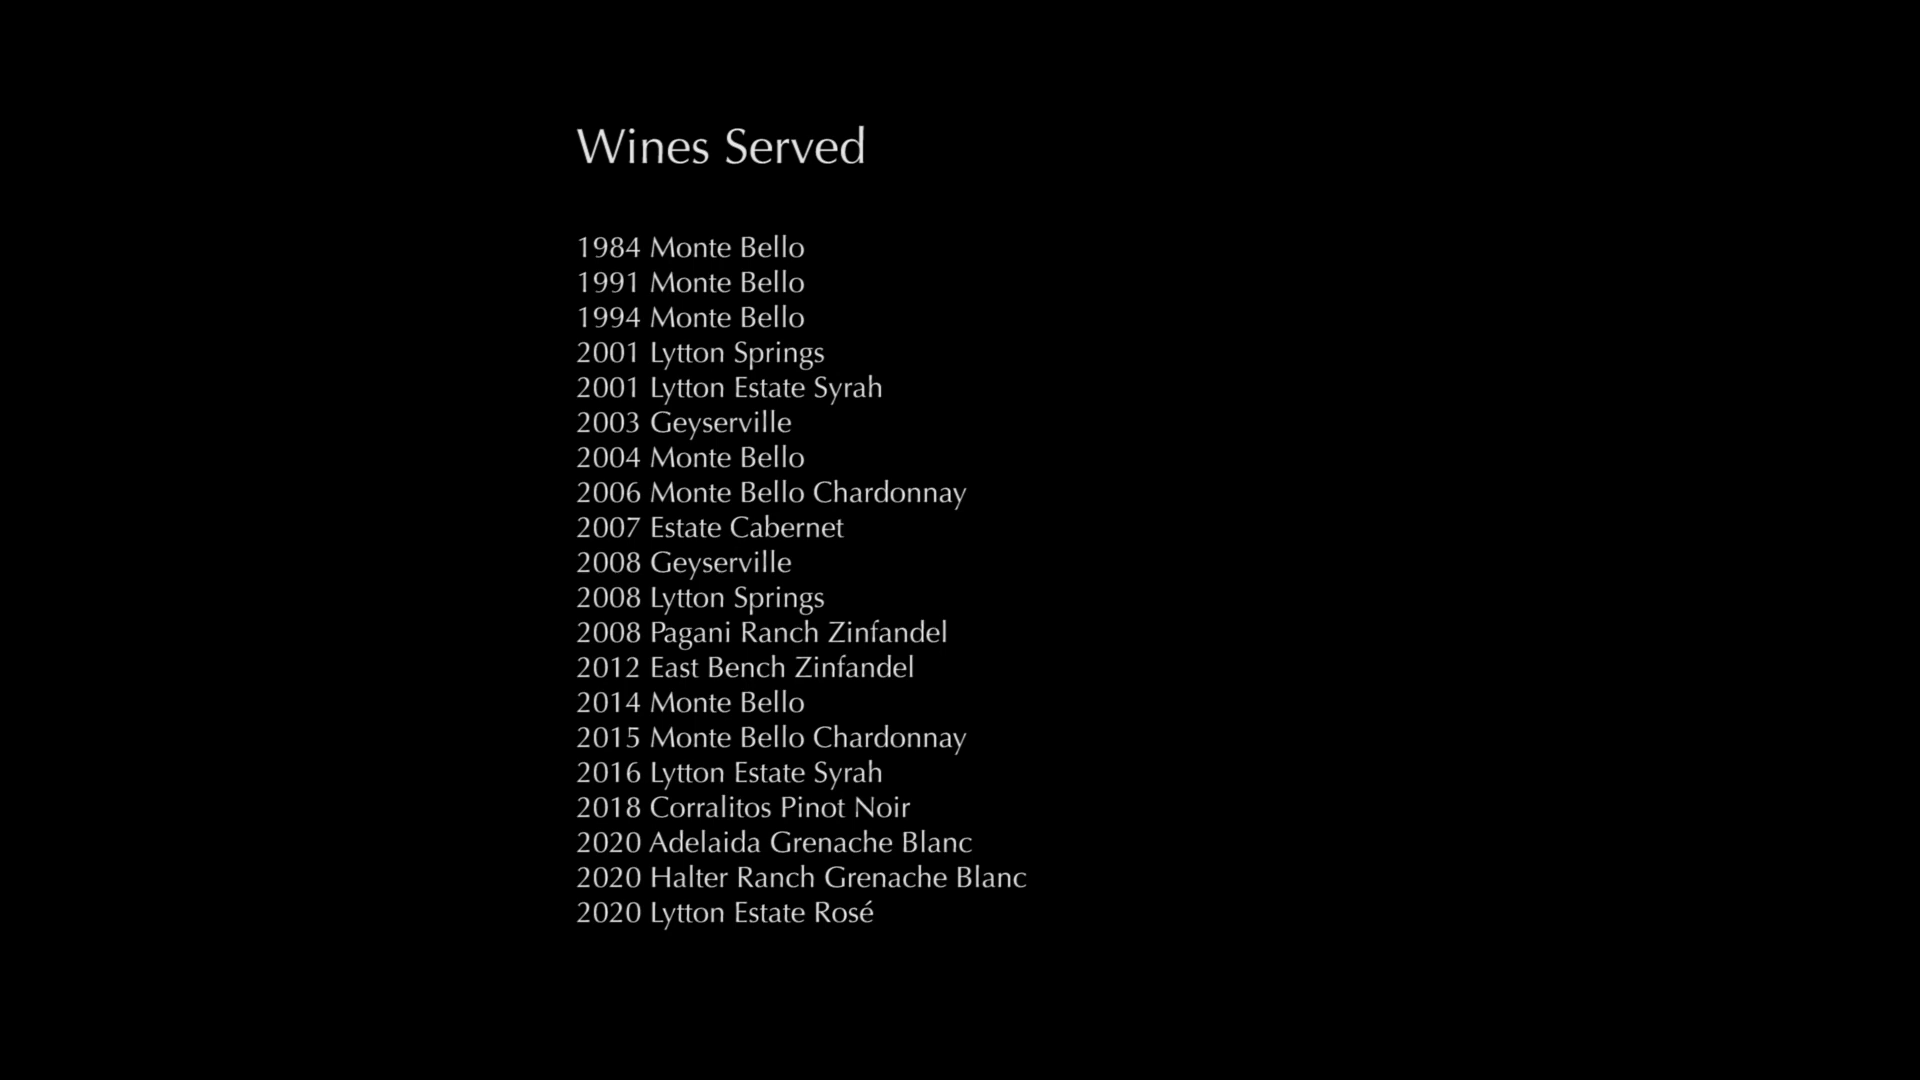 Wines Served
1984 Monte Bello
1991 Monte Bello
1994 Monte Bello
2001 Lytton Springs
2001 Lytton Estate Syrah
2003 Geyserville
2004 Monte Bello
2006 Monte Bello Chardonnay
2007 Estate Cabernet
2008 Geyserville
2008 Lytton Springs
2008 Pagani Ranch Zinfandel
2012 East Bench Zinfandel
2014 Monte Bello
2015 Monte Bello Chardonnay
2016 Lytton Estate Syrah
2018 Corralitos Pinot Noir
2020 Adelaida Grenache Blanc
2020 Halter Ranch Grenache Blanc
2020 Lytton Estate Rosé